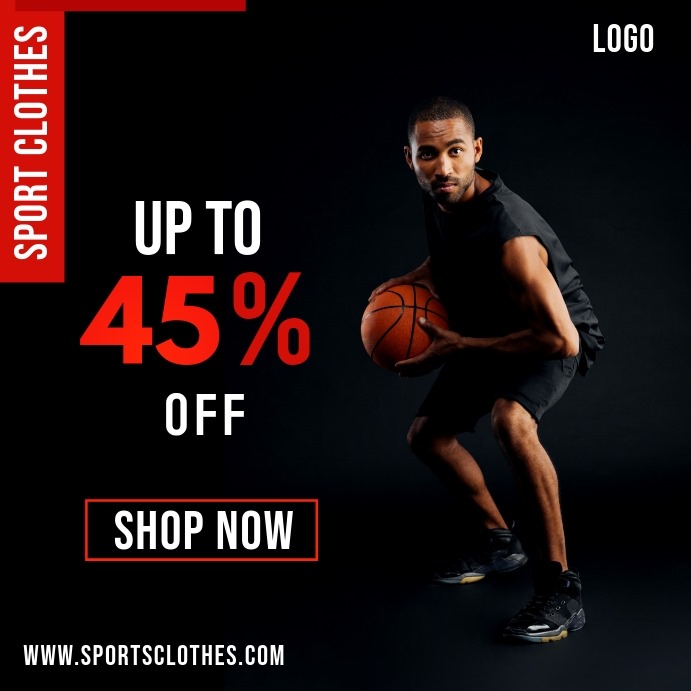 SPORT CLOTHES
LOGO
UP TO
45%
OFF
SHOP NOW
WWW.SPORTSCLOTHES.COM